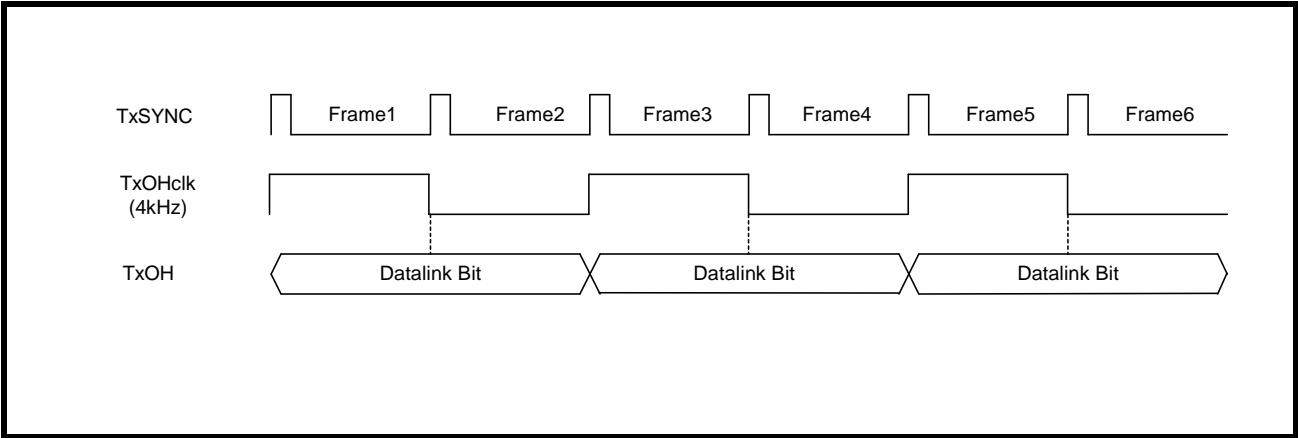 TxSYNC Frame1 Frame2 Frame3 Frame4 Frame5 Frame6
TxOHclk
(4kHz)
TxOH Datalink Bit Datalink Bit Datalink Bit